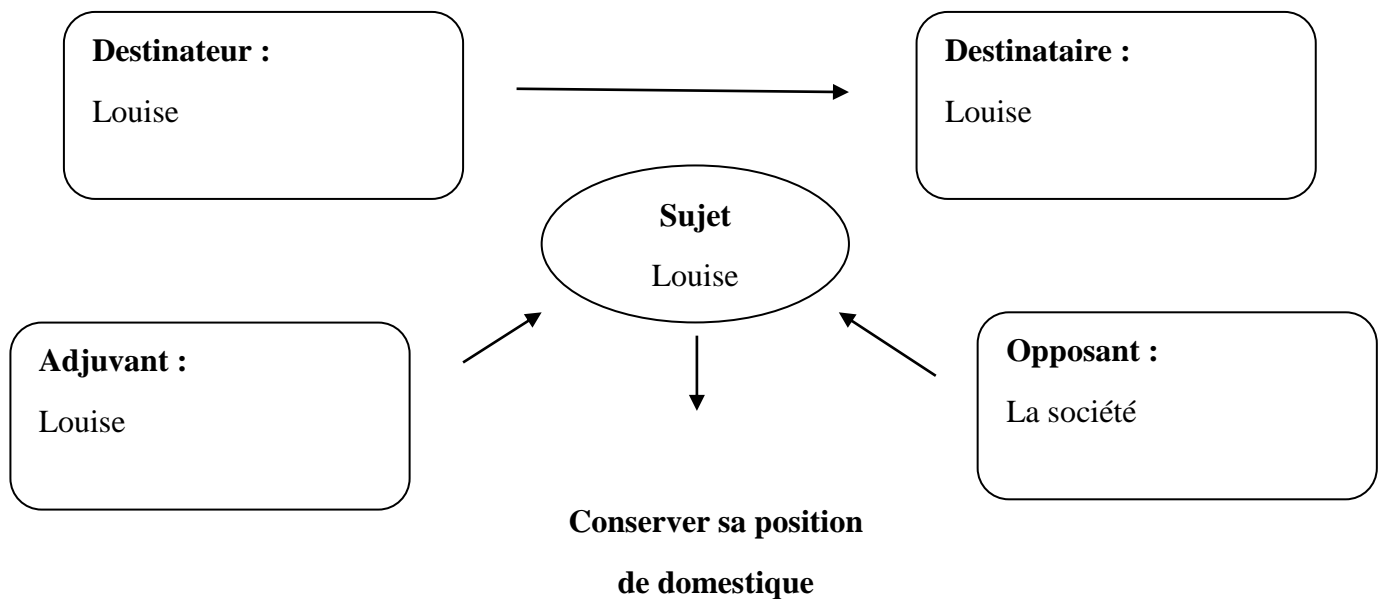 Destinateur :
Louise
Destinataire :
Louise
Sujet
Louise
Adjuvant :
Louise
Opposant :
La société
Conserver sa position
de domestique